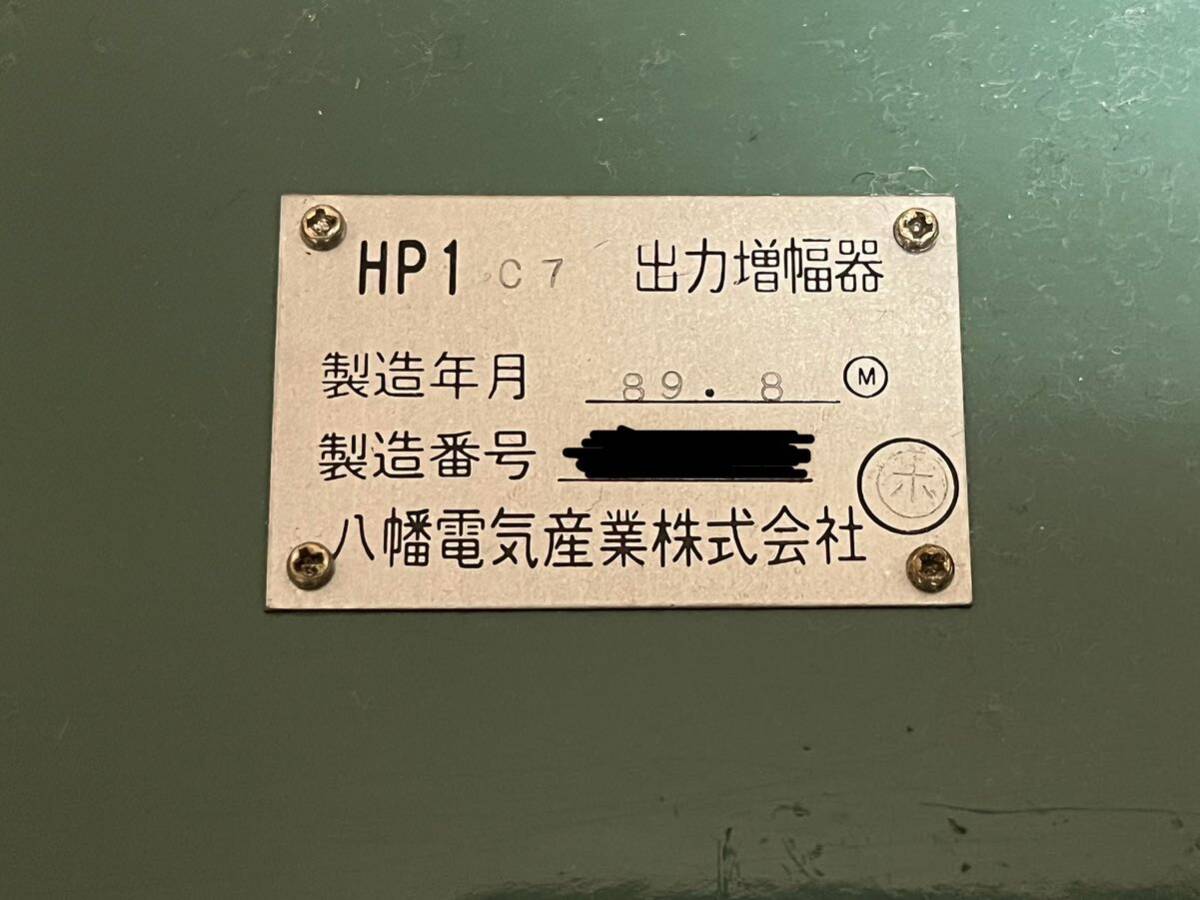 HP1 C7 出力増幅器
製造年月 89.8 Ⓜ
製造番号
八幡電気産業株式会社